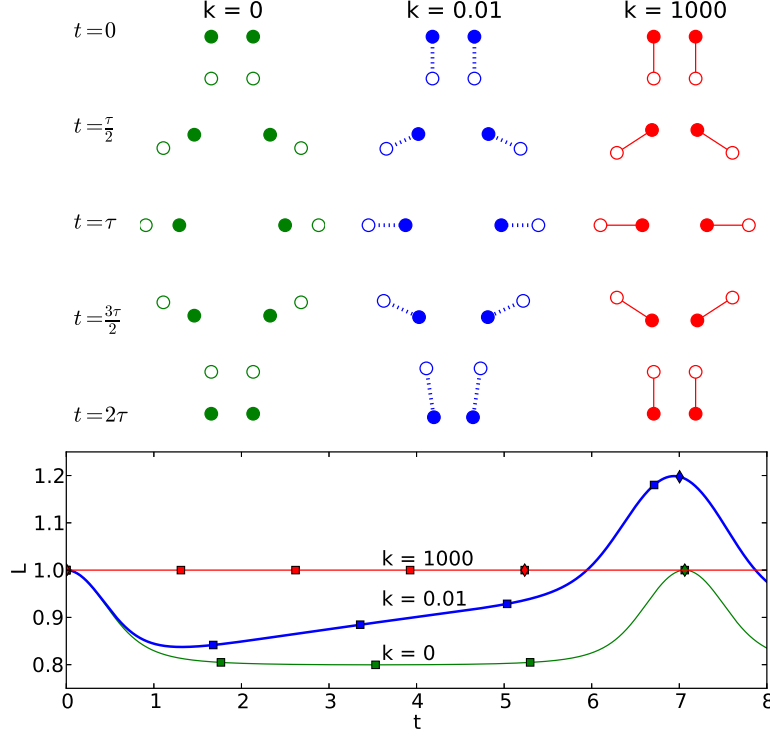 k = 0 k = 0.01 k = 1000
t = 0
t = τ/2
t = τ
t = 3τ/2
t = 2τ
1.2
1.1
1.0
0.9
0.8
L
k = 1000
k = 0.01
k = 0
0 1 2 3 4 5 6 7 8
t